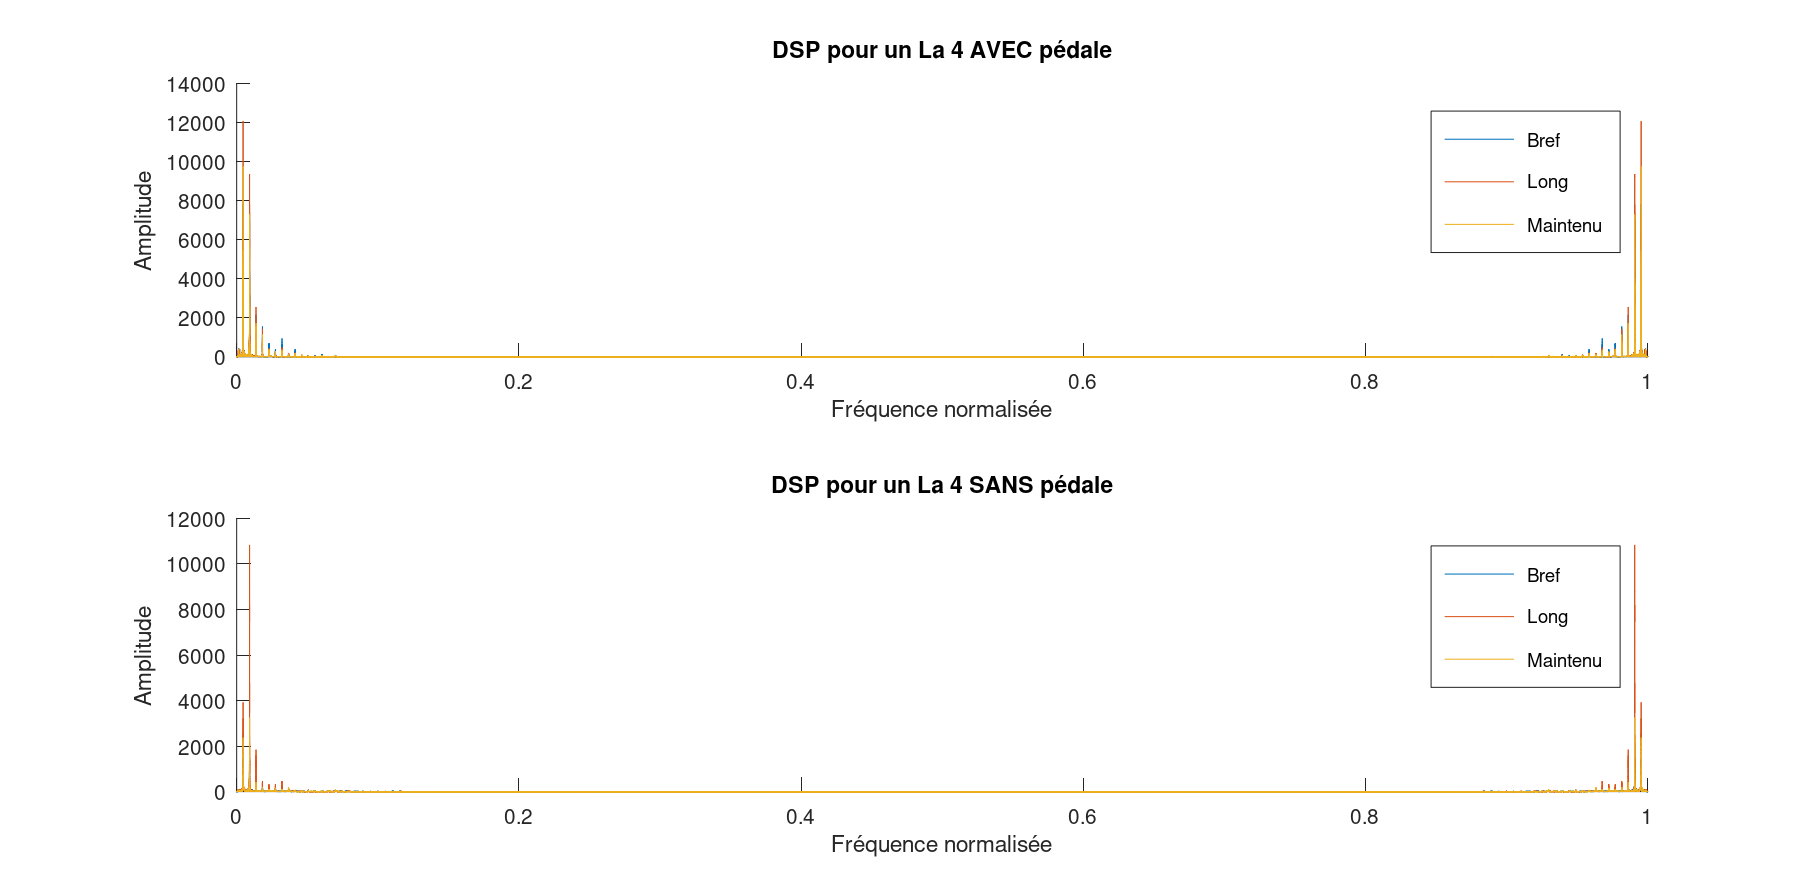 DSP pour un La 4 AVEC pédale
14000
12000
10000
8000
6000
4000
2000
0
Amplitude
Bref
Long
Maintenu
0 0.2 0.4 0.6 0.8 1
Fréquence normalisée
DSP pour un La 4 SANS pédale
12000
10000
8000
6000
4000
2000
0
Amplitude
Bref
Long
Maintenu
0 0.2 0.4 0.6 0.8 1
Fréquence normalisée